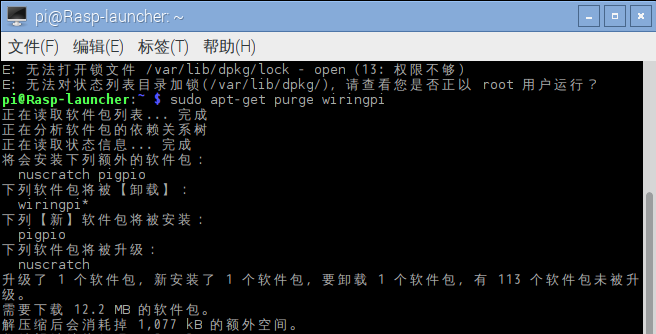 pi@Rasp-launcher: ~
文件(F) 编辑(E) 标签(T) 帮助(H)
E: 无法打开锁文件 /var/lib/dpkg/lock - open (13: 权限不够)
E: 无法对状态列表目录加锁(/var/lib/dpkg/), 请查看您是否正以 root 用户运行？
pi@Rasp-launcher:~ $ sudo apt-get purge wiringpi
正在读取软件包列表... 完成
正在分析软件包的依赖关系树
正在读取状态信息... 完成
将会安装下列额外的软件包：
nuscratch pigpio
下列软件包将被【卸载】：
wiringpi*
下列【新】软件包将被安装：
pigpio
下列软件包将被升级：
nuscratch
升级了 1 个软件包, 新安装了 1 个软件包, 要卸载 1 个软件包, 有 113 个软件包未被升
级。
需要下载 12.2 MB 的软件包。
解压缩后会消耗掉 1,077 kB 的额外空间。